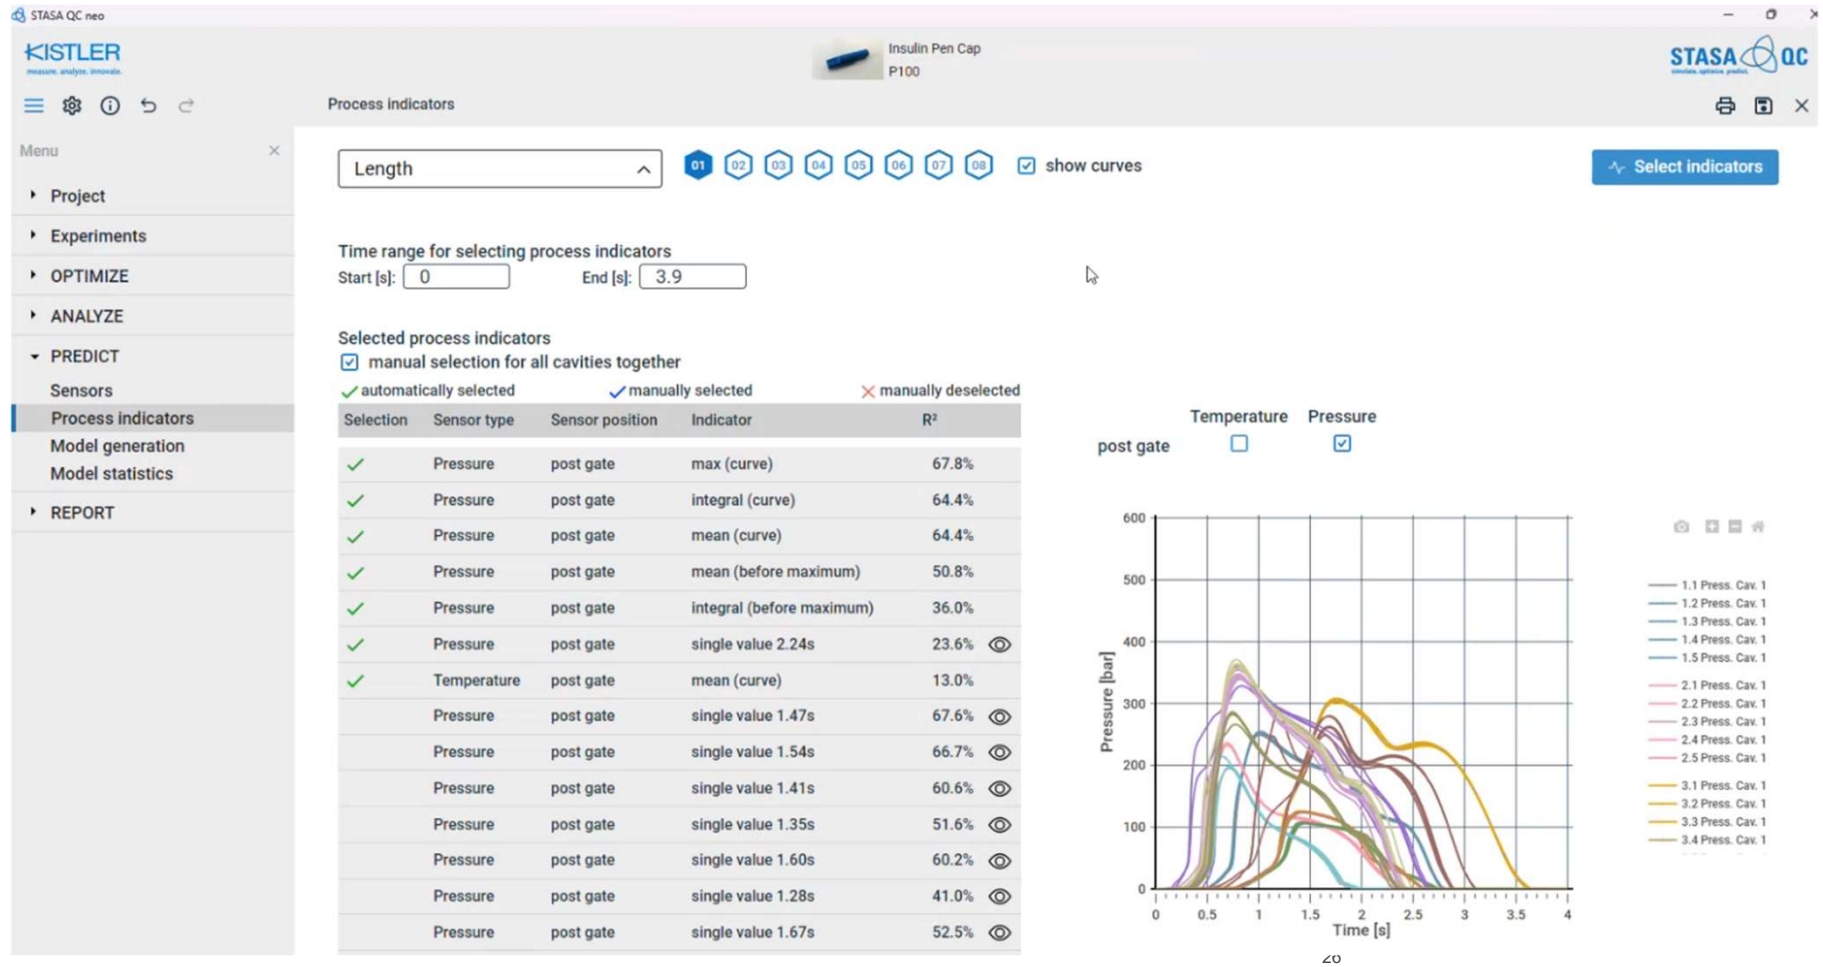 STASA QC neo
KISTLER
measure. analyze. innovate.
Insulin Pen Cap
P100
STASA QC
simulate. optimize. predict.
Process indicators
Menu
Project
Experiments
OPTIMIZE
ANALYZE
PREDICT
Sensors
Process indicators
Model generation
Model statistics
REPORT
Length
01 02 03 04 05 06 07 08 show curves
Select indicators
Time range for selecting process indicators
Start [s]: 0 End [s]: 3.9
Selected process indicators
manual selection for all cavities together
automatically selected manually selected manually deselected
Selection Sensor type Sensor position Indicator R²
Pressure post gate max (curve) 67.8%
Pressure post gate integral (curve) 64.4%
Pressure post gate mean (curve) 64.4%
Pressure post gate mean (before maximum) 50.8%
Pressure post gate integral (before maximum) 36.0%
Pressure post gate single value 2.24s 23.6%
Temperature post gate mean (curve) 13.0%
Pressure post gate single value 1.47s 67.6%
Pressure post gate single value 1.54s 66.7%
Pressure post gate single value 1.41s 60.6%
Pressure post gate single value 1.35s 51.6%
Pressure post gate single value 1.60s 60.2%
Pressure post gate single value 1.28s 41.0%
Pressure post gate single value 1.67s 52.5%
Temperature Pressure
post gate
600
500
400
300
200
100
0
Pressure [bar]
0 0.5 1 1.5 2 2.5 3 3.5 4
Time [s]
1.1 Press. Cav. 1
1.2 Press. Cav. 1
1.3 Press. Cav. 1
1.4 Press. Cav. 1
1.5 Press. Cav. 1
2.1 Press. Cav. 1
2.2 Press. Cav. 1
2.3 Press. Cav. 1
2.4 Press. Cav. 1
2.5 Press. Cav. 1
3.1 Press. Cav. 1
3.2 Press. Cav. 1
3.3 Press. Cav. 1
3.4 Press. Cav. 1